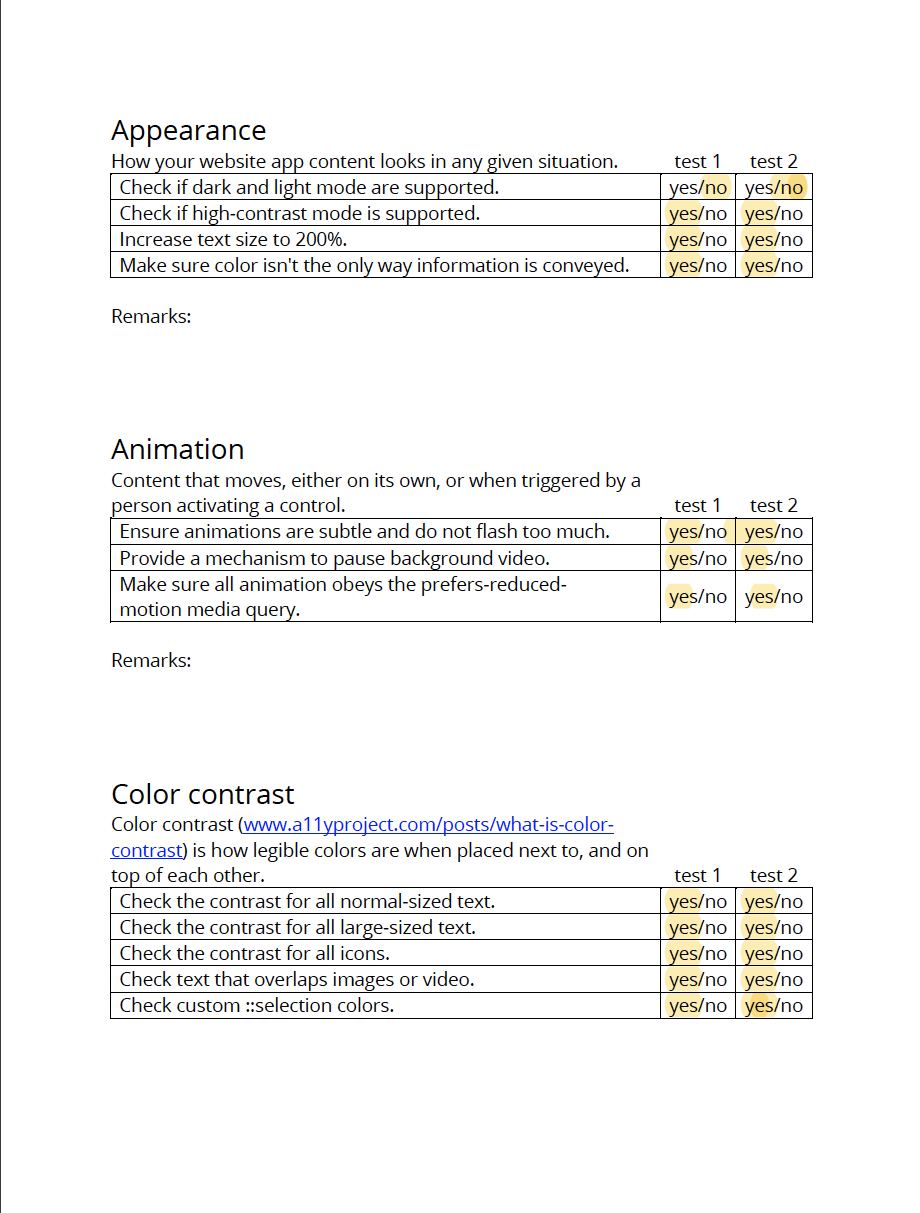 Appearance
How your website app content looks in any given situation. test 1 test 2
Check if dark and light mode are supported. yes/no yes/no
Check if high-contrast mode is supported. yes/no yes/no
Increase text size to 200%. yes/no yes/no
Make sure color isn't the only way information is conveyed. yes/no yes/no
Remarks:
Animation
Content that moves, either on its own, or when triggered by a
person activating a control. test 1 test 2
Ensure animations are subtle and do not flash too much. yes/no yes/no
Provide a mechanism to pause background video. yes/no yes/no
Make sure all animation obeys the prefers-reduced-
motion media query. yes/no yes/no
Remarks:
Color contrast
Color contrast (www.a11yproject.com/posts/what-is-color-
contrast) is how legible colors are when placed next to, and on
top of each other. test 1 test 2
Check the contrast for all normal-sized text. yes/no yes/no
Check the contrast for all large-sized text. yes/no yes/no
Check the contrast for all icons. yes/no yes/no
Check text that overlaps images or video. yes/no yes/no
Check custom ::selection colors. yes/no yes/no